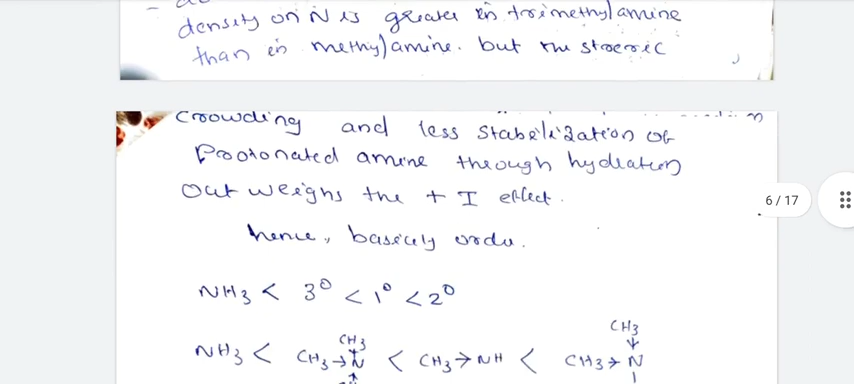 density on N is greater in trimethylamine
than in methylamine. but the steric
Crowding and less stabelization of
Protonated amine through hydration
Out weighs the + I effect.
6 / 17
hence, basicity order.
NH3 < 3° < 1° < 2°
CH3 CH3
NH3 < CH3 → N < CH3 → NH < CH3 → N